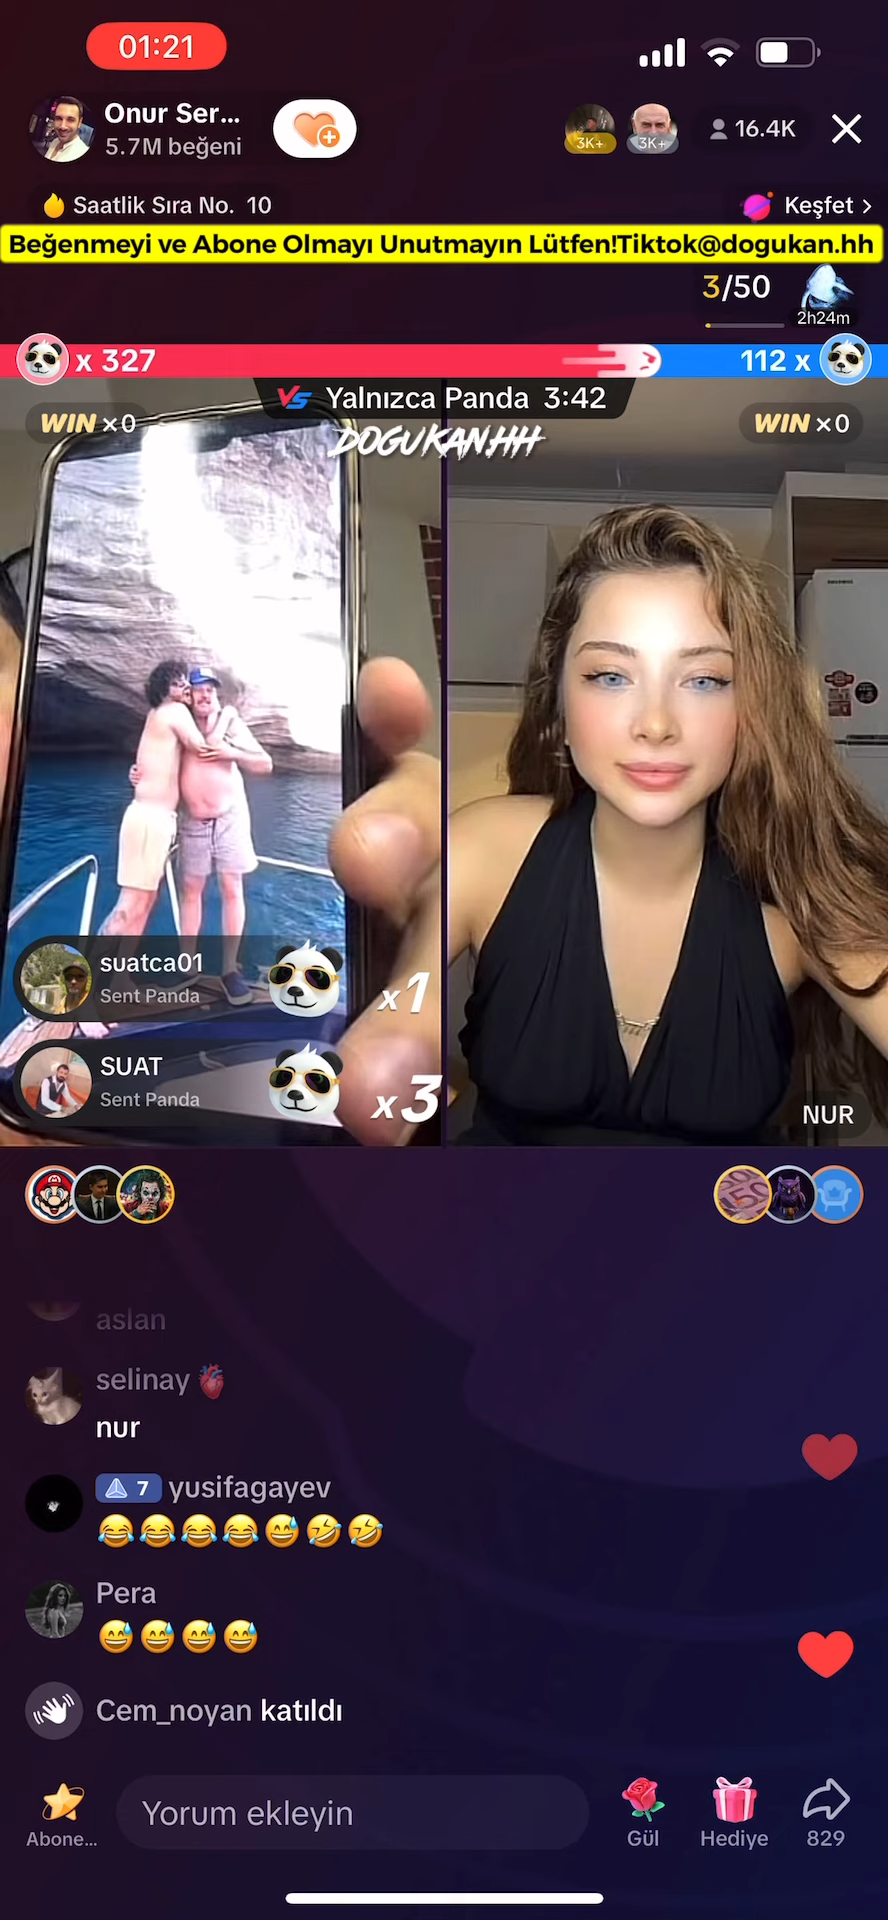 01:21
Onur Ser...
5.7M beğeni
3K+
3K+
16.4K
Saatlik Sıra No. 10
Keşfet >
Beğenmeyi ve Abone Olmayı Unutmayın Lütfen!Tiktok@dogukan.hh
3/50
2h24m
x 327
112 x
VS Yalnızca Panda 3:42
WIN ×0
WIN ×0
DOGUKAN.HH
suatca01
Sent Panda
x1
SUAT
Sent Panda
x3
NUR
aslan
selinay
nur
7 yusifagayev
😂😂😂😂😅🤣🤣
Pera
😅😅😅😅
Cem_noyan katıldı
Abone...
Yorum ekleyin
Gül
Hediye
829